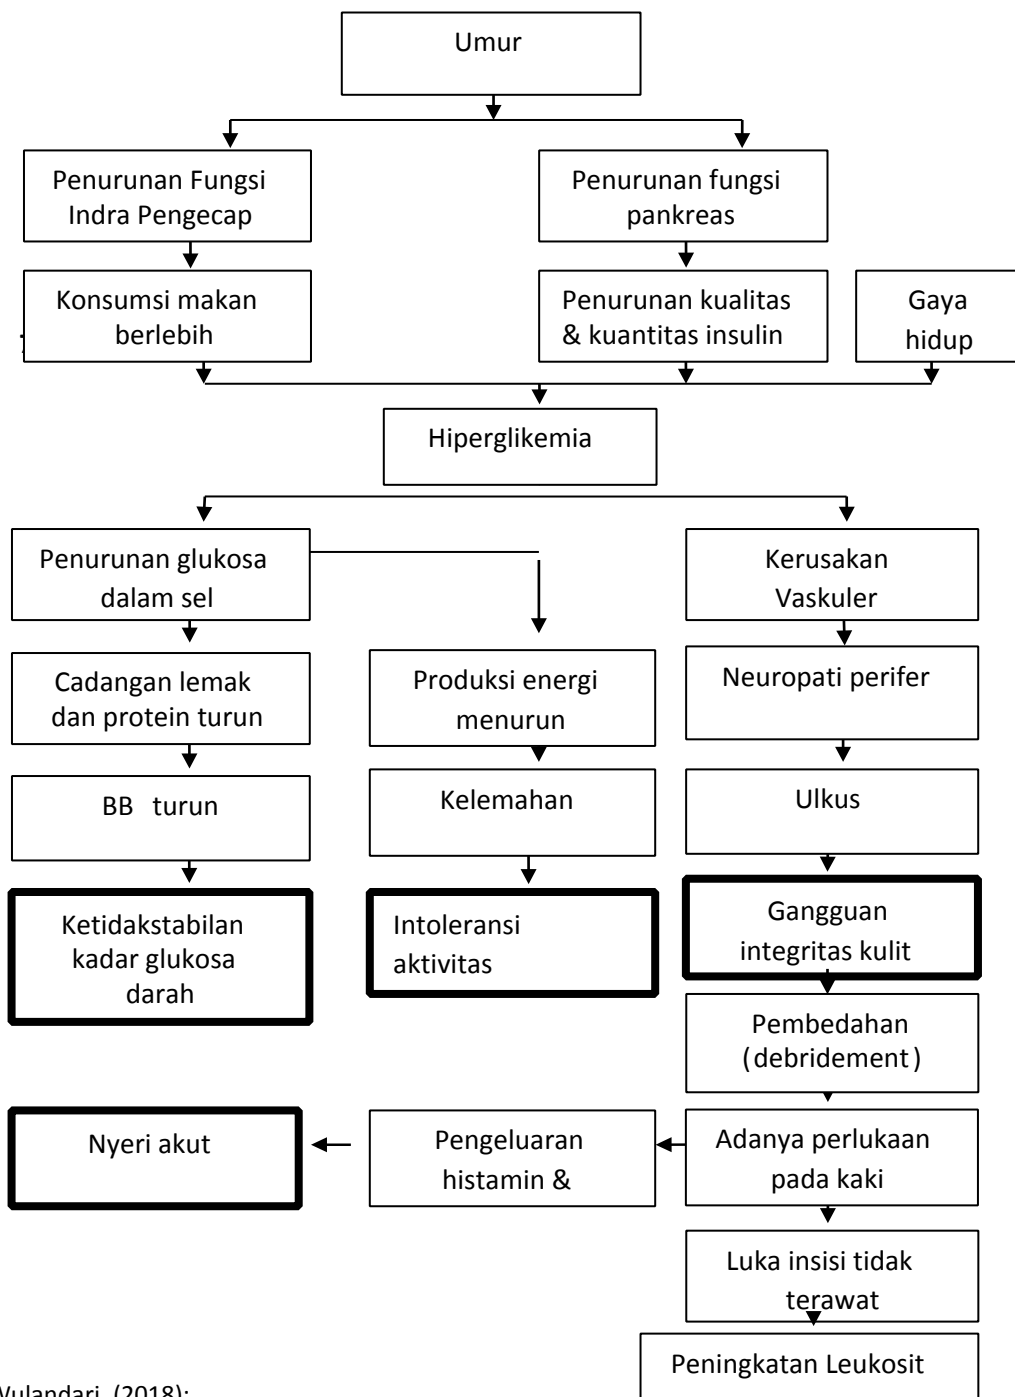 Umur
Penurunan Fungsi
Indra Pengecap
Penurunan fungsi
pankreas
Konsumsi makan
berlebih
Penurunan kualitas
& kuantitas insulin
Gaya
hidup
Hiperglikemia
Penurunan glukosa
dalam sel
Kerusakan
Vaskuler
Cadangan lemak
dan protein turun
Produksi energi
menurun
Neuropati perifer
BB turun
Kelemahan
Ulkus
Ketidakstabilan
kadar glukosa
darah
Intoleransi
aktivitas
Gangguan
integritas kulit
Pembedahan
(debridement)
Nyeri akut
Pengeluaran
histamin &
Adanya perlukaan
pada kaki
Luka insisi tidak
terawat
Peningkatan Leukosit
(2018);